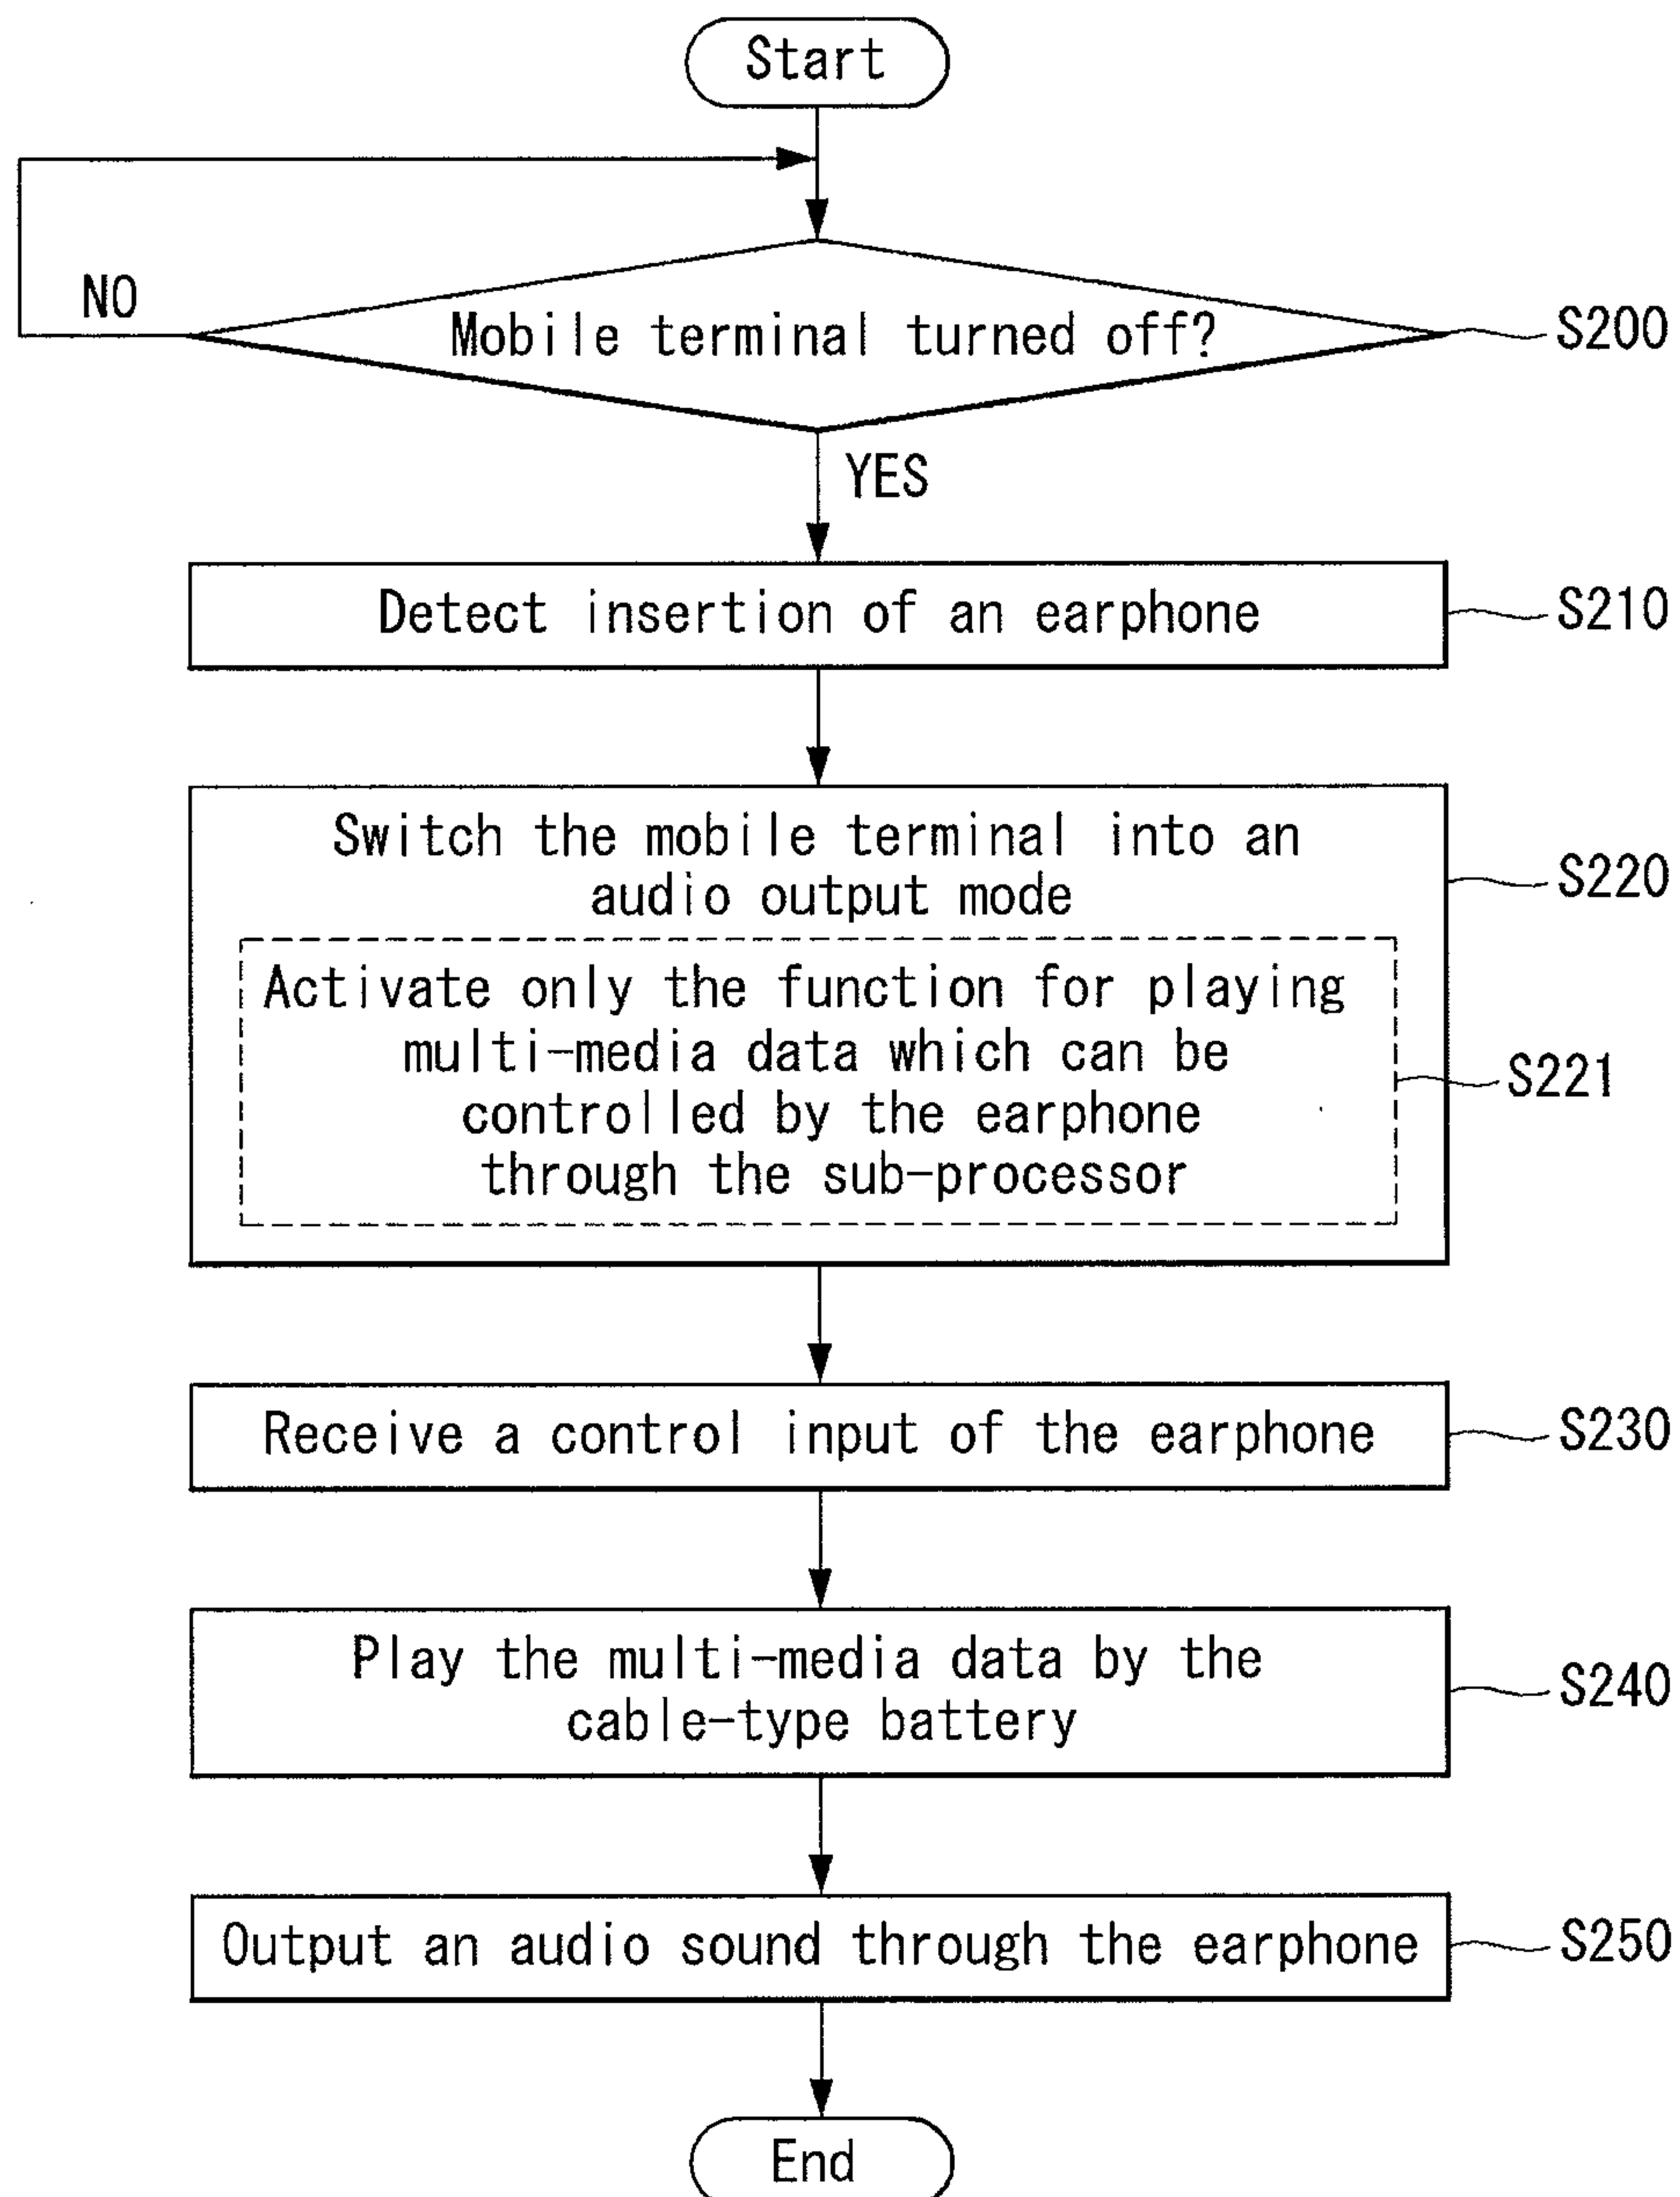 Start
NO
Mobile terminal turned off?
S200
YES
Detect insertion of an earphone
S210
Switch the mobile terminal into an
audio output mode
S220
Activate only the function for playing
multi-media data which can be
controlled by the earphone
through the sub-processor
S221
Receive a control input of the earphone
S230
Play the multi-media data by the
cable-type battery
S240
Output an audio sound through the earphone
S250
End